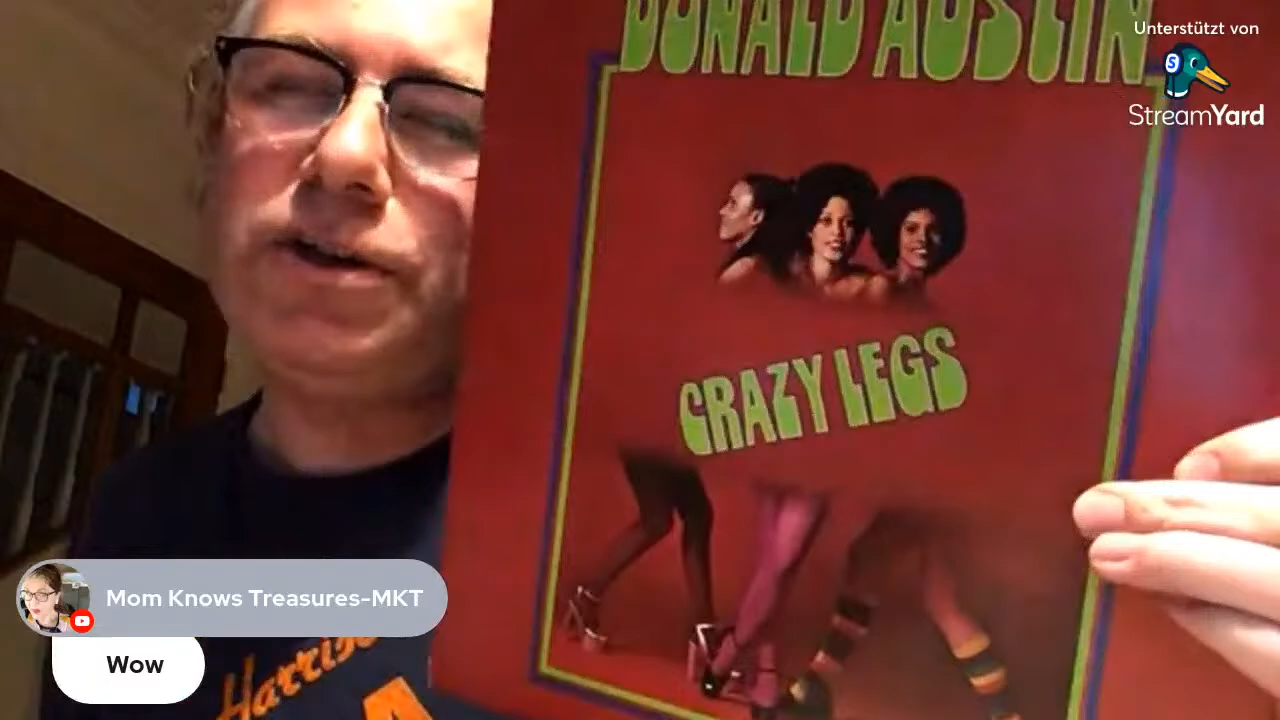 DONALD AUSTIN
Unterstützt von
S
StreamYard
CRAZY LEGS
Mom Knows Treasures-MKT
Wow